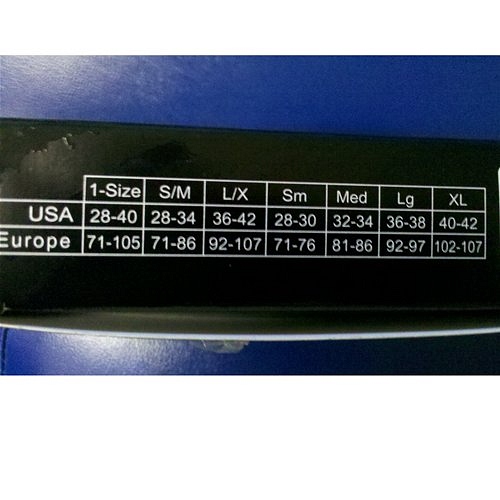 1-Size S/M L/X Sm Med Lg XL
USA 28-40 28-34 36-42 28-30 32-34 36-38 40-42
Europe 71-105 71-86 92-107 71-76 81-86 92-97 102-107